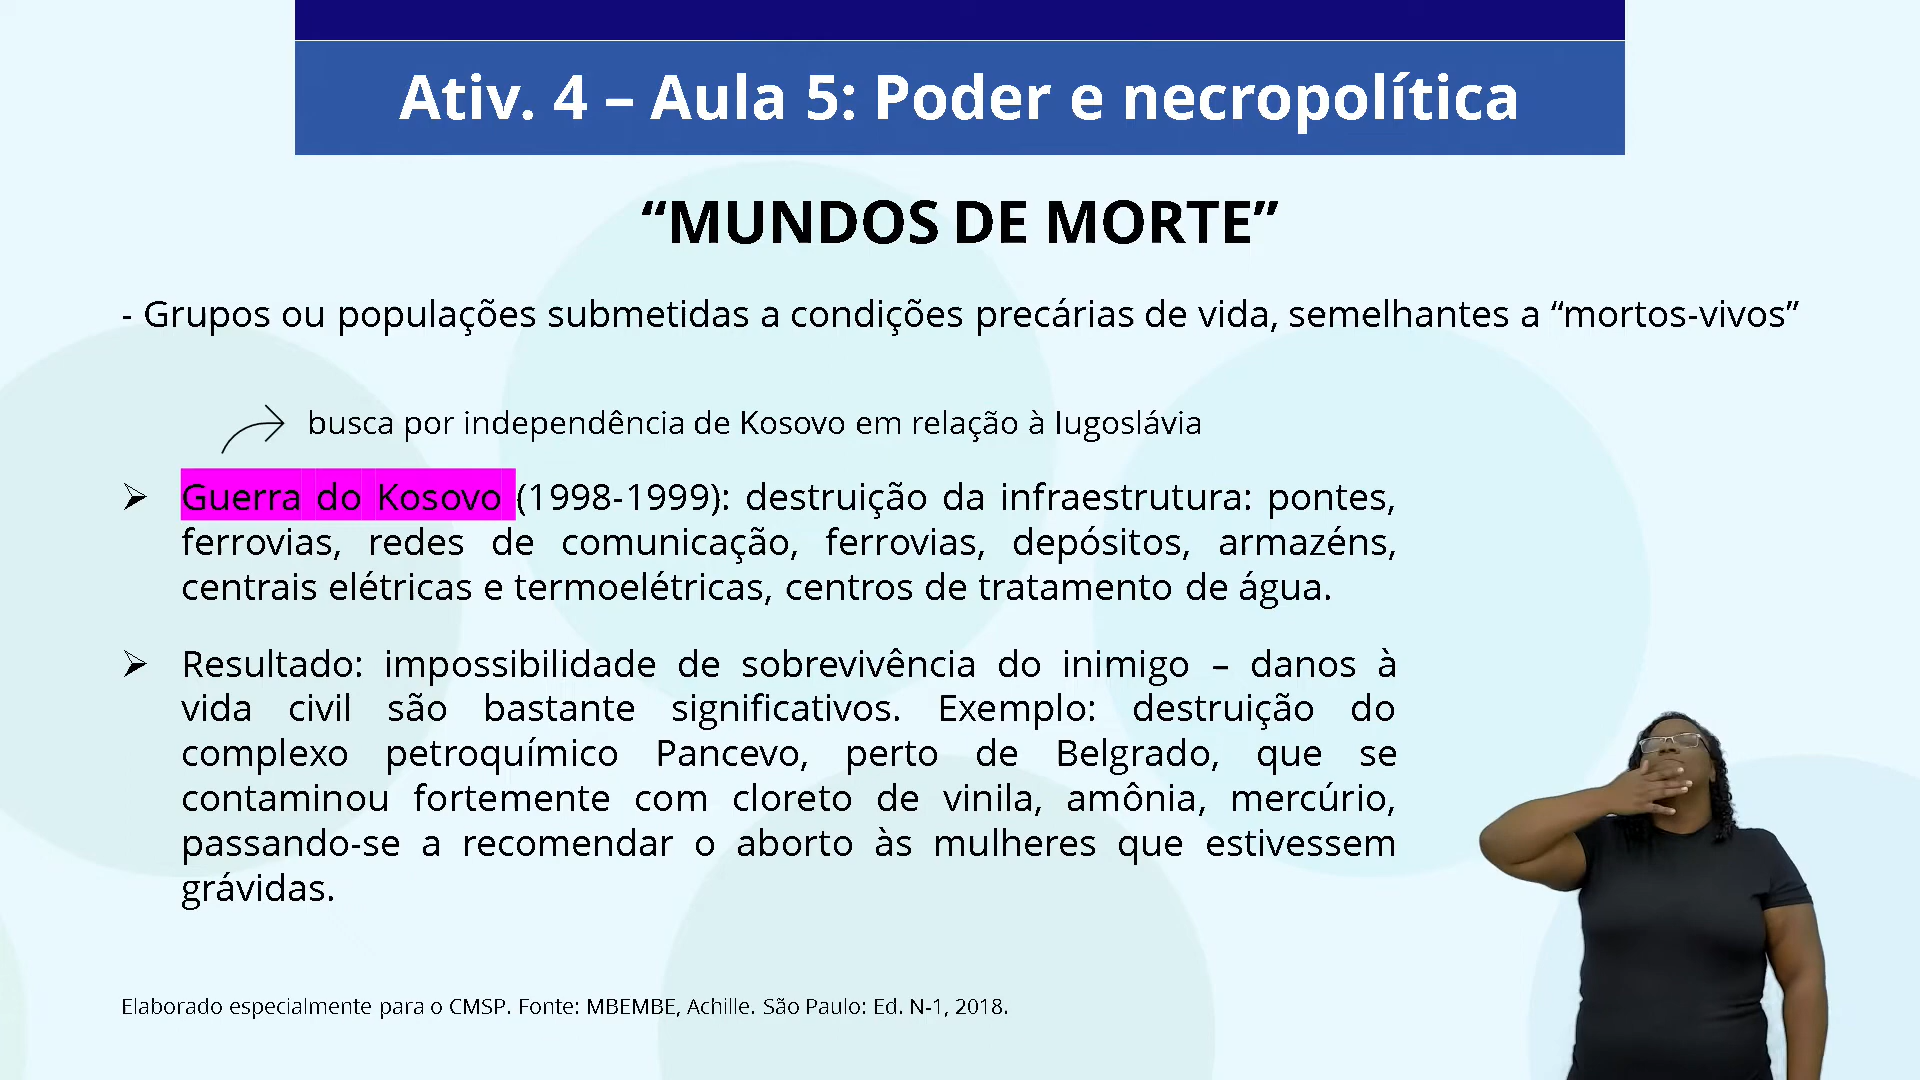 Ativ. 4 – Aula 5: Poder e necropolítica
“MUNDOS DE MORTE”
- Grupos ou populações submetidas a condições precárias de vida, semelhantes a “mortos-vivos”
busca por independência de Kosovo em relação à Iugoslávia
➢ Guerra do Kosovo (1998-1999): destruição da infraestrutura: pontes,
ferrovias, redes de comunicação, ferrovias, depósitos, armazéns,
centrais elétricas e termoelétricas, centros de tratamento de água.
➢ Resultado: impossibilidade de sobrevivência do inimigo – danos à
vida civil são bastante significativos. Exemplo: destruição do
complexo petroquímico Pancevo, perto de Belgrado, que se
contaminou fortemente com cloreto de vinila, amônia, mercúrio,
passando-se a recomendar o aborto às mulheres que estivessem
grávidas.
Elaborado especialmente para o CMSP. Fonte: MBEMBE, Achille. São Paulo: Ed. N-1, 2018.